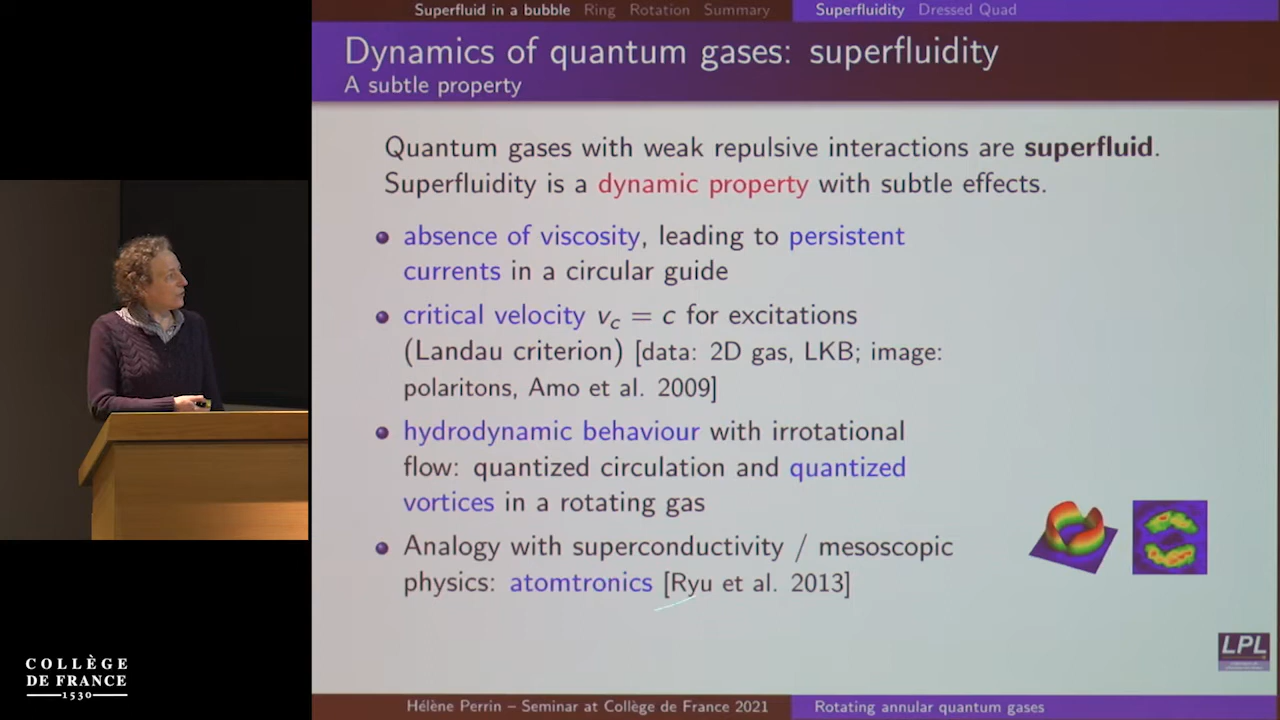 Superfluid in a bubble Ring Rotation Summary Superfluidity Dressed Quad
Dynamics of quantum gases: superfluidity
A subtle property
Quantum gases with weak repulsive interactions are superfluid.
Superfluidity is a dynamic property with subtle effects.
absence of viscosity, leading to persistent
currents in a circular guide
critical velocity v_c = c for excitations
(Landau criterion) [data: 2D gas, LKB; image:
polaritons, Amo et al. 2009]
hydrodynamic behaviour with irrotational
flow: quantized circulation and quantized
vortices in a rotating gas
Analogy with superconductivity / mesoscopic
physics: atomtronics [Ryu et al. 2013]
LPL
COLLÈGE
DE FRANCE
1530
Hélène Perrin – Seminar at Collège de France 2021 Rotating annular quantum gases